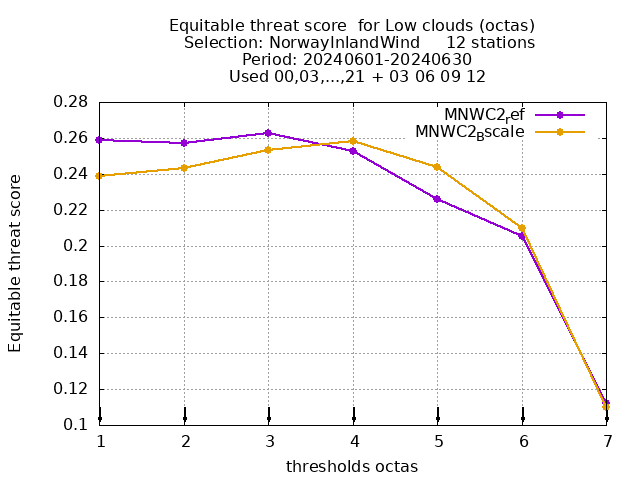 Equitable threat score  for Low clouds (octas)
Selection: NorwayInlandWind     12 stations
Period: 20240601-20240630
Used 00,03,...,21 + 03 06 09 12
MNWC2ref
MNWC2Bscale
0.28
0.26
0.24
0.22
0.2
0.18
0.16
0.14
0.12
0.1
Equitable threat score
1 2 3 4 5 6 7
thresholds octas